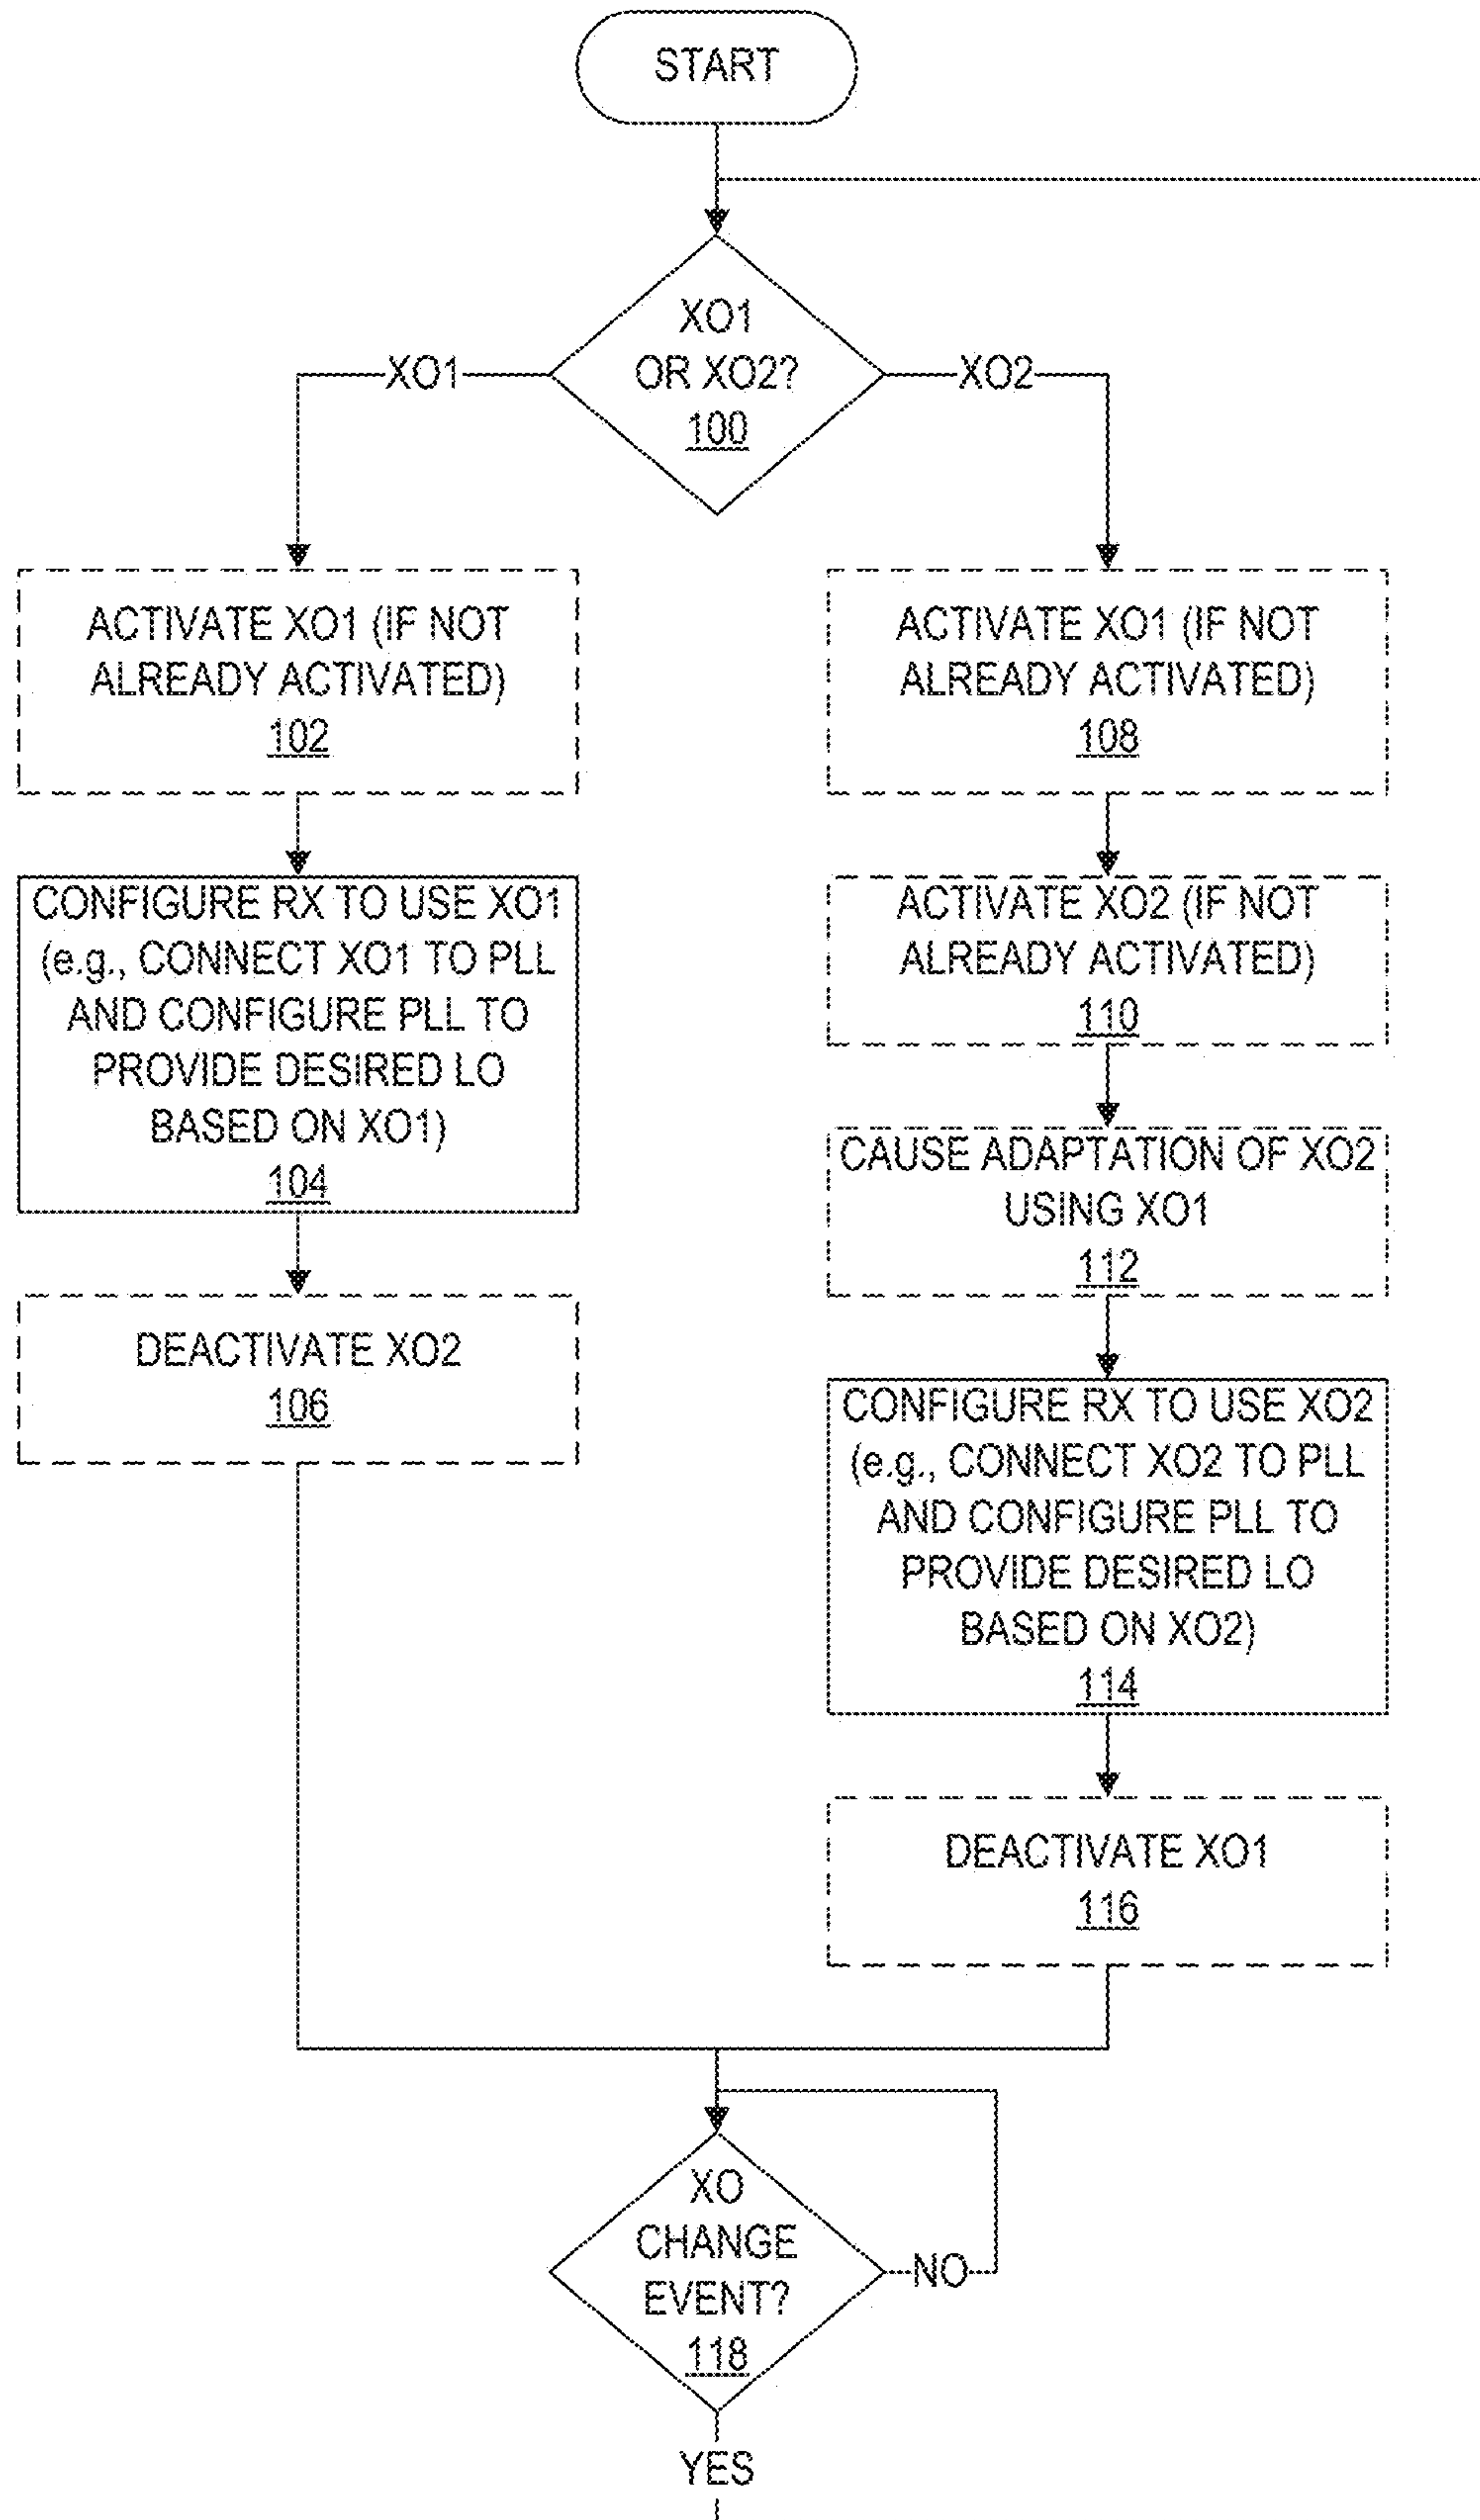 START
XO1
OR XO2?
100
XO1
XO2
ACTIVATE XO1 (IF NOT
ALREADY ACTIVATED)
102
CONFIGURE RX TO USE XO1
(e.g., CONNECT XO1 TO PLL
AND CONFIGURE PLL TO
PROVIDE DESIRED LO
BASED ON XO1)
104
DEACTIVATE XO2
106
ACTIVATE XO1 (IF NOT
ALREADY ACTIVATED)
108
ACTIVATE XO2 (IF NOT
ALREADY ACTIVATED)
110
CAUSE ADAPTATION OF XO2
USING XO1
112
CONFIGURE RX TO USE XO2
(e.g., CONNECT XO2 TO PLL
AND CONFIGURE PLL TO
PROVIDE DESIRED LO
BASED ON XO2)
114
DEACTIVATE XO1
116
XO
CHANGE
EVENT?
118
NO
YES